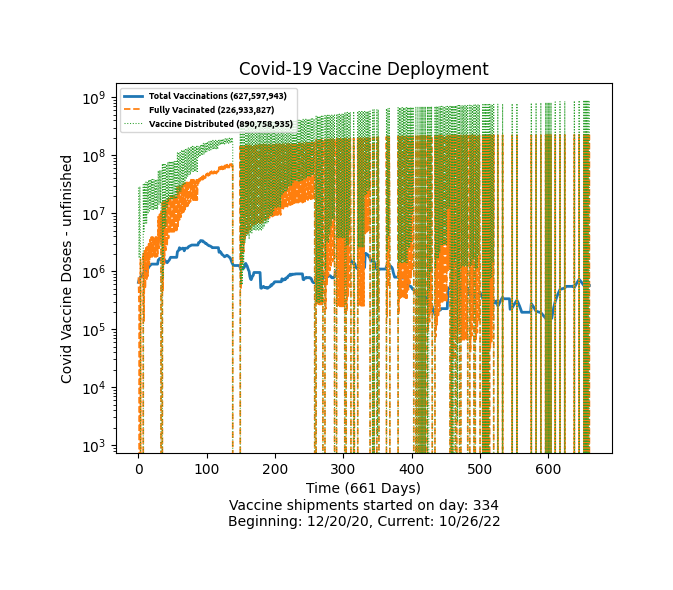 Covid-19 Vaccine Deployment
Total Vaccinations (627,597,943)
Fully Vacinated (226,933,827)
Vaccine Distributed (890,758,935)
Covid Vaccine Doses - unfinished
10⁹
10⁸
10⁷
10⁶
10⁵
10⁴
10³
0 100 200 300 400 500 600
Time (661 Days)
Vaccine shipments started on day: 334
Beginning: 12/20/20, Current: 10/26/22